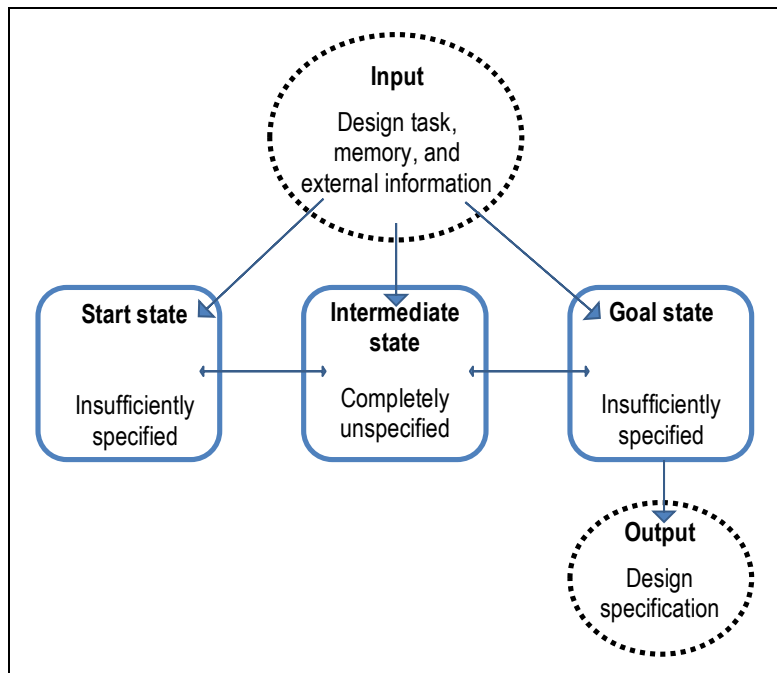 Input
Design task,
memory, and
external information
Start state
Insufficiently
specified
Intermediate
state
Completely
unspecified
Goal state
Insufficiently
specified
Output
Design
specification